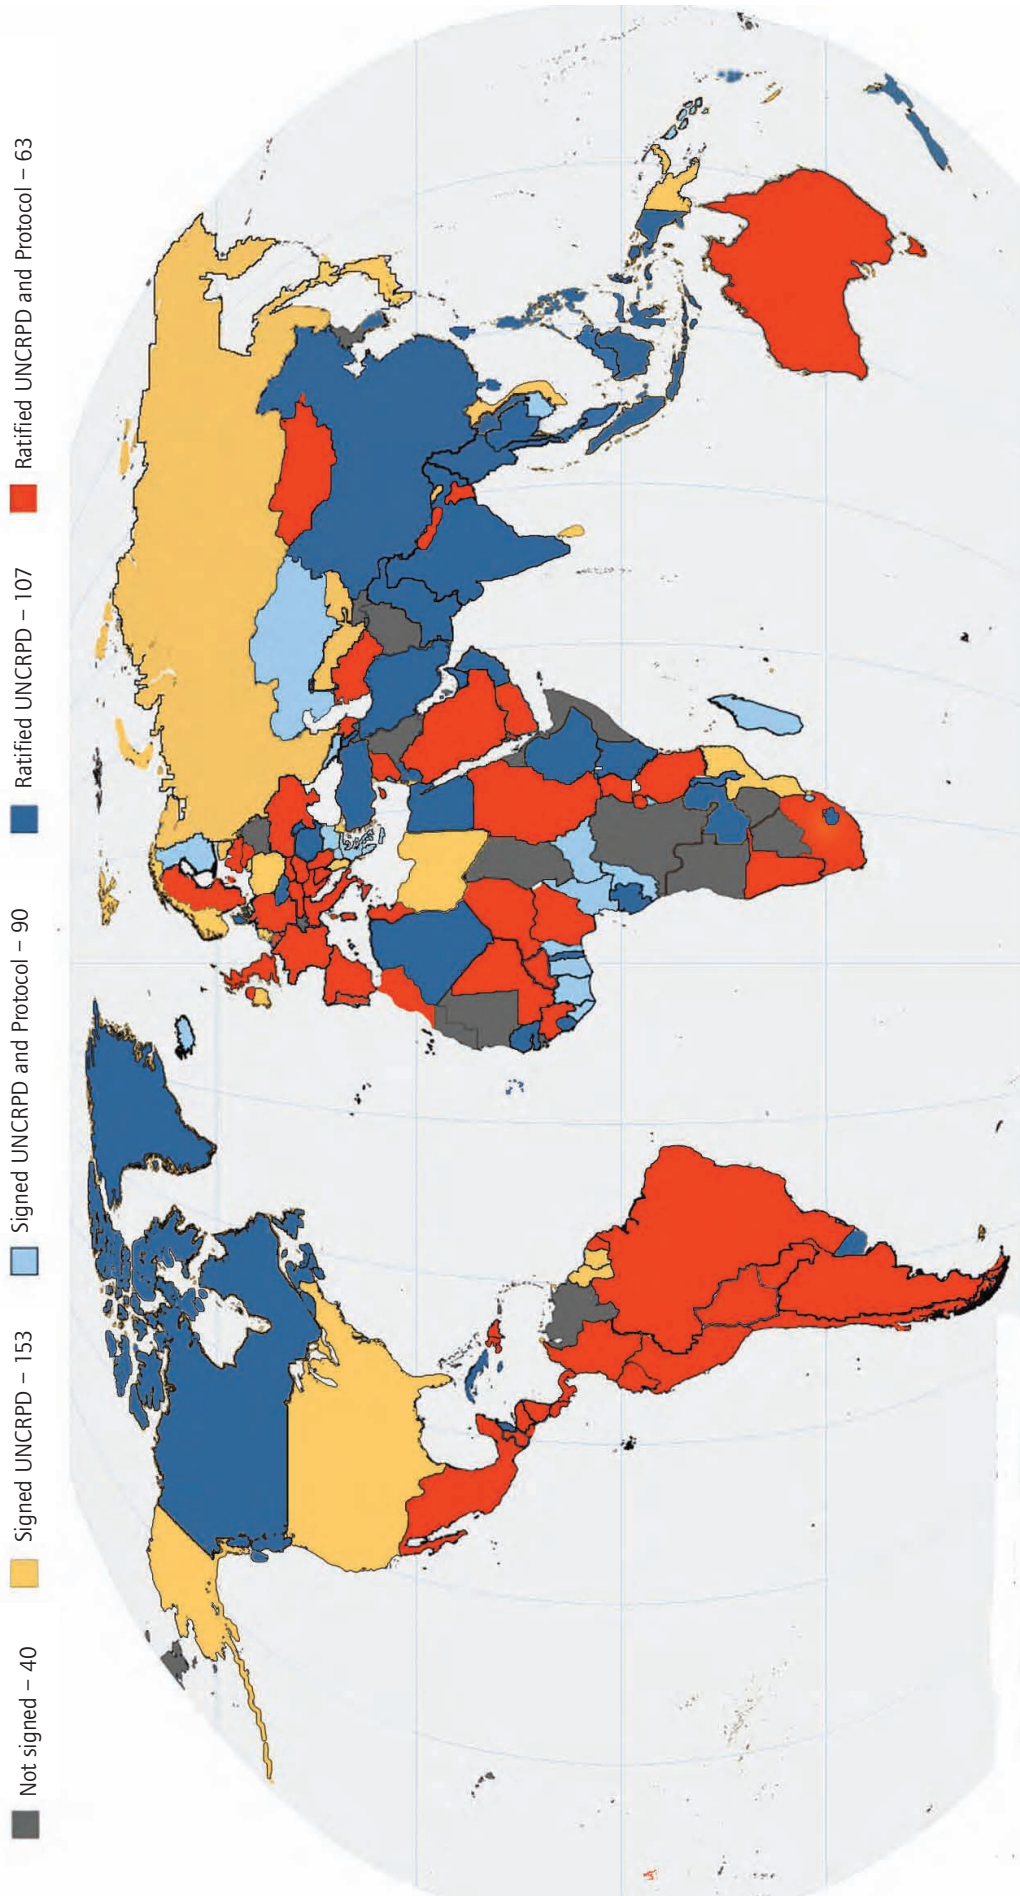 Not signed – 40
Signed UNCRPD – 153
Signed UNCRPD and Protocol – 90
Ratified UNCRPD – 107
Ratified UNCRPD and Protocol – 63